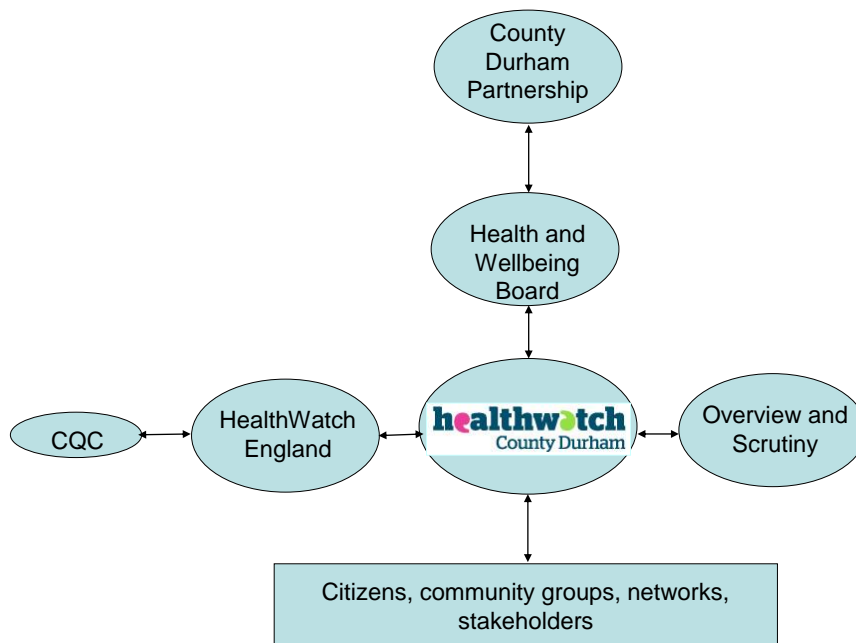 County
Durham
Partnership
Health and
Wellbeing
Board
CQC
HealthWatch
England
healthwatch
County Durham
Overview and
Scrutiny
Citizens, community groups, networks,
stakeholders